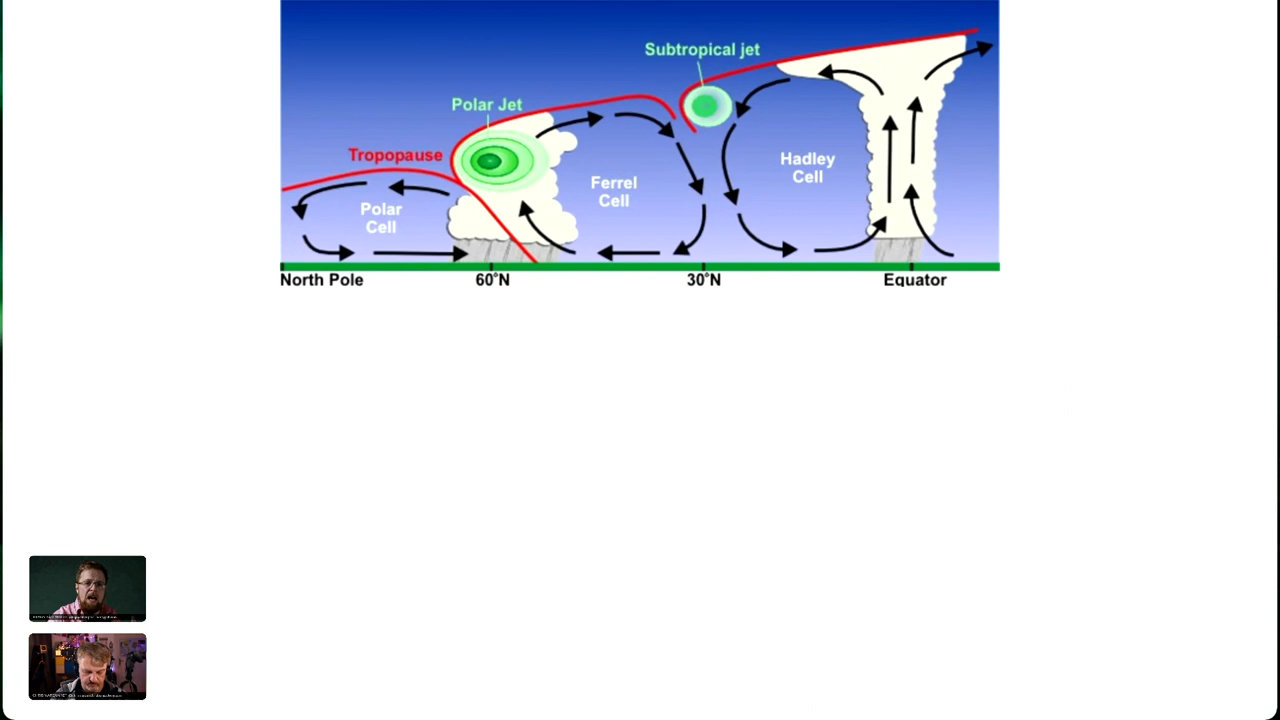 Subtropical jet
Polar Jet
Tropopause
Hadley
Cell
Ferrel
Cell
Polar
Cell
North Pole
60°N
30°N
Equator